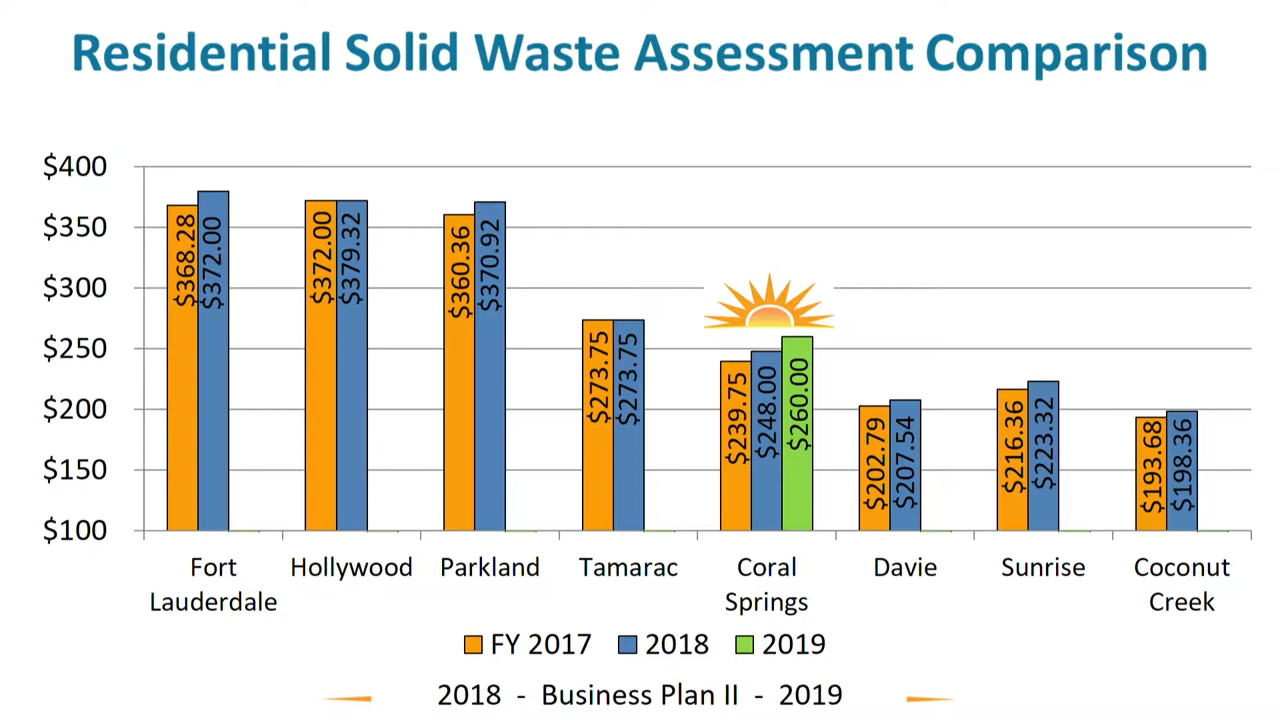 Residential Solid Waste Assessment Comparison
$400
$350
$300
$250
$200
$150
$100
$368.28
$372.00
$372.00
$379.32
$360.36
$370.92
$273.75
$273.75
$239.75
$248.00
$260.00
$202.79
$207.54
$216.36
$223.32
$193.68
$198.36
Fort
Lauderdale
Hollywood
Parkland
Tamarac
Coral
Springs
Davie
Sunrise
Coconut
Creek
FY 2017
2018
2019
2018 - Business Plan II - 2019